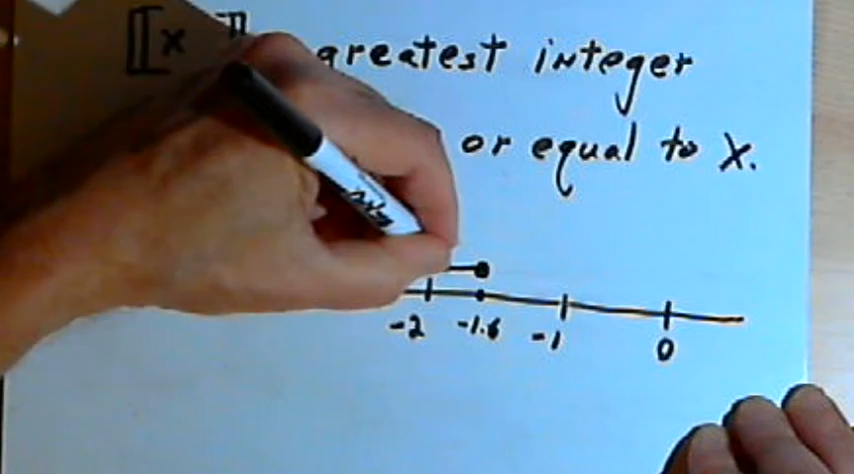 [[x]] greatest integer
or equal to x.
-2 -1.6 -1 0